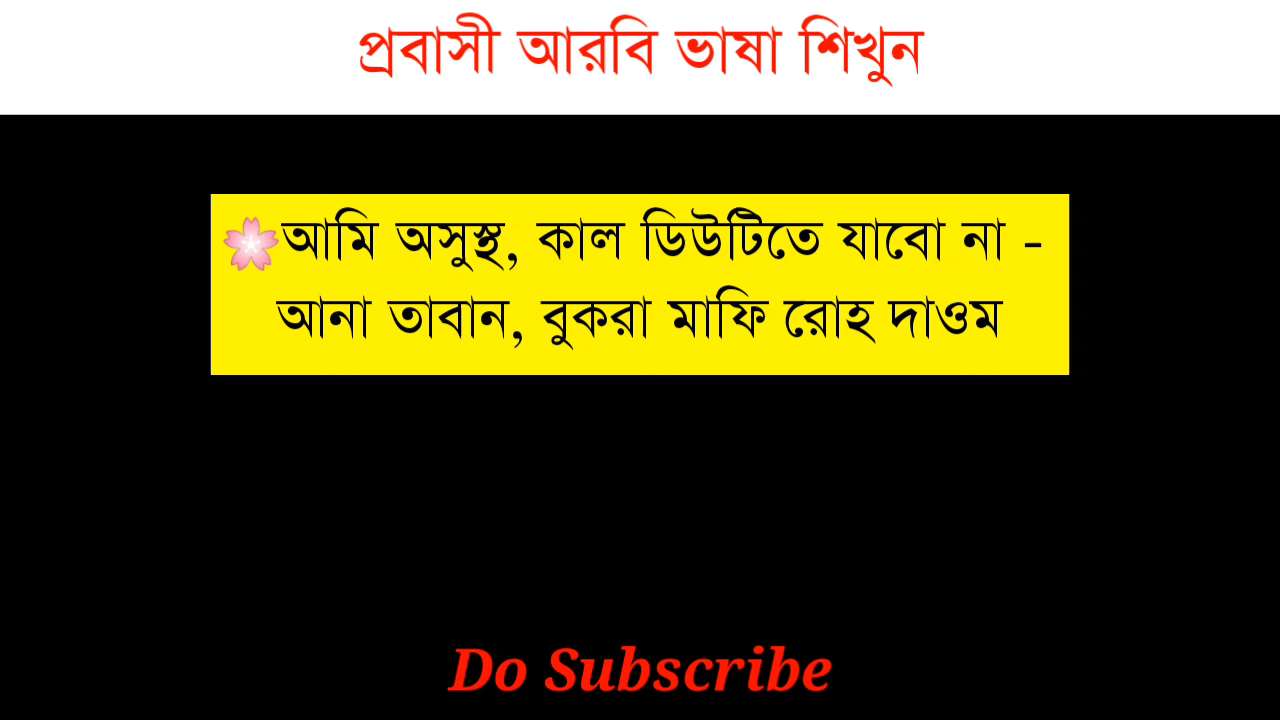 প্রবাসী আরবি ভাষা শিখুন
🌸আমি অসুস্থ, কাল ডিউটিতে যাবো না -
আনা তাবান, বুকরা মাফি রোহ দাওম
Do Subscribe